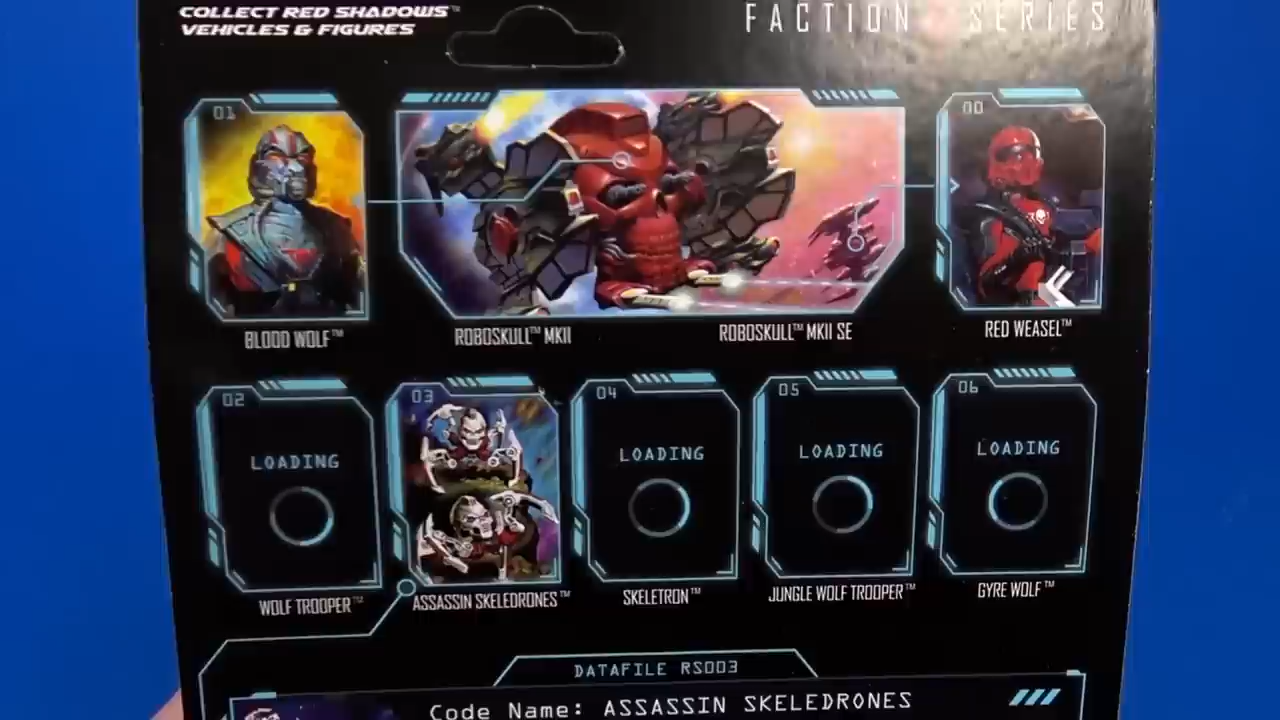 COLLECT RED SHADOWS™
VEHICLES & FIGURES
FACTION SERIES
01
00
BLOOD WOLF™
ROBOSKULL™ MKII
ROBOSKULL™ MKII SE
RED WEASEL™
02
03
04
05
06
LOADING
LOADING
LOADING
LOADING
WOLF TROOPER™
ASSASSIN SKELEDRONES™
SKELETRON™
JUNGLE WOLF TROOPER™
GYRE WOLF™
DATAFILE RS003
Code Name: ASSASSIN SKELEDRONES